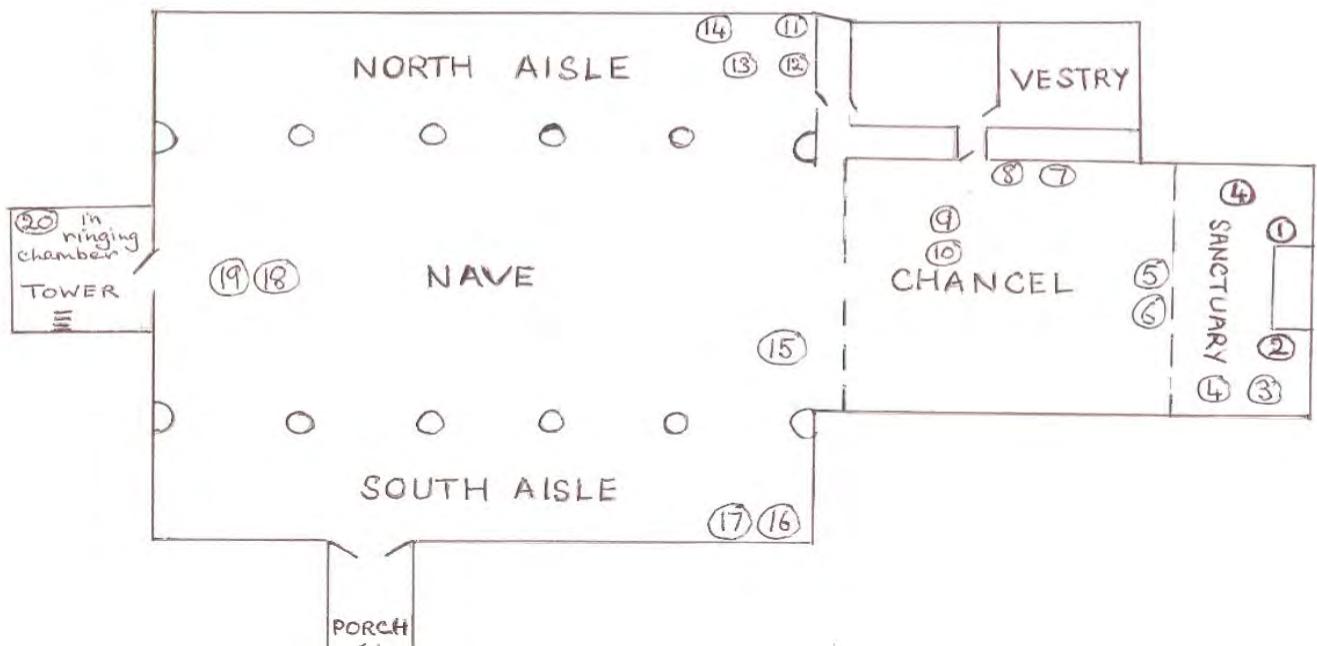 14 11
NORTH AISLE
13 12
VESTRY
8 7
4
20 in
ringing
chamber
TOWER
1
9
10
19 18
NAVE
CHANCEL
5
6
SANCTUARY
15
2
4 3
SOUTH AISLE
17 16
PORCH